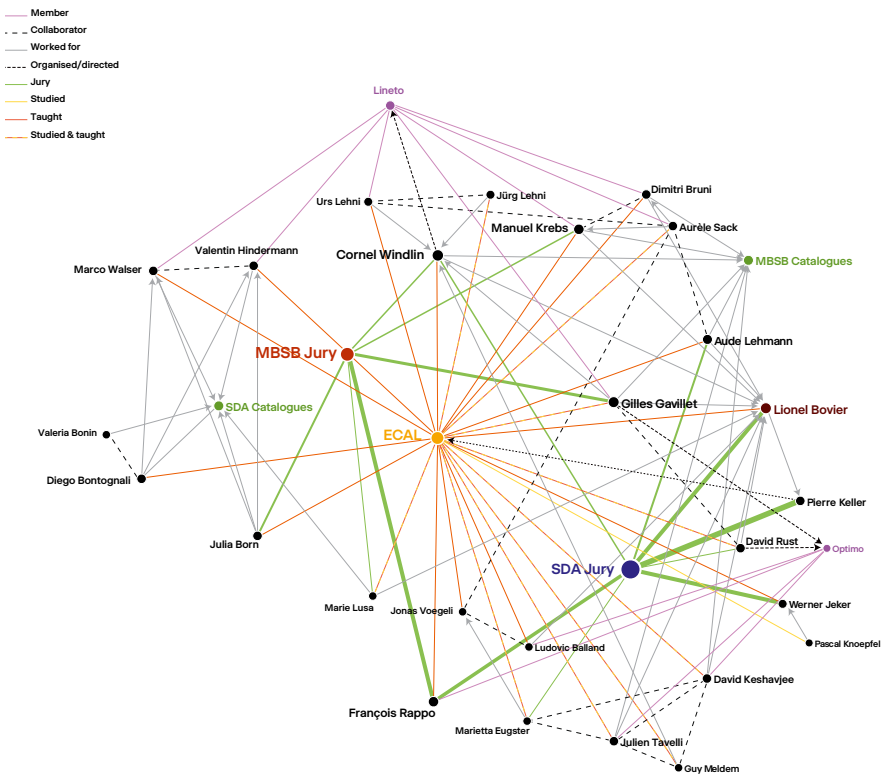 Member
Collaborator
Worked for
Organised/directed
Jury
Studied
Taught
Studied & taught
Lineto
Dimitri Bruni
Jürg Lehni
Urs Lehni
Manuel Krebs
Aurèle Sack
Valentin Hindermann
Cornel Windlin
MBSB Catalogues
Marco Walser
Aude Lehmann
MBSB Jury
Gilles Gavillet
SDA Catalogues
Lionel Bovier
Valeria Bonin
ECAL
Diego Bontognali
Pierre Keller
Julia Born
David Rust
Optimo
SDA Jury
Marie Lusa
Jonas Voegeli
Werner Jeker
Pascal Knoepfel
Ludovic Balland
David Keshavjee
François Rappo
Marietta Eugster
Julien Tavelli
Guy Meldem